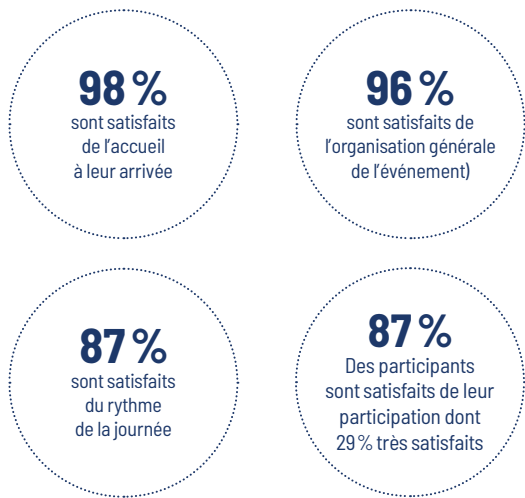 98 %
sont satisfaits
de l’accueil
à leur arrivée
96 %
sont satisfaits de
l’organisation générale
de l’événement)
87 %
sont satisfaits
du rythme
de la journée
87 %
Des participants
sont satisfaits de leur
participation dont
29 % très satisfaits